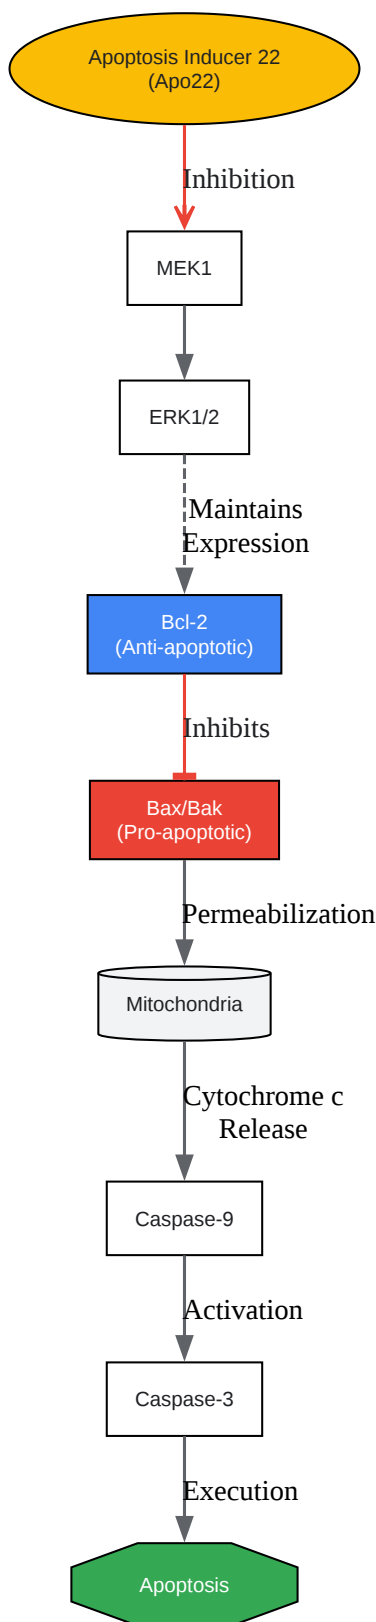 Apoptosis Inducer 22
(Apo22)
Inhibition
MEK1
ERK1/2
Maintains
Expression
Bcl-2
(Anti-apoptotic)
Inhibits
Bax/Bak
(Pro-apoptotic)
Permeabilization
Mitochondria
Cytochrome c
Release
Caspase-9
Activation
Caspase-3
Execution
Apoptosis